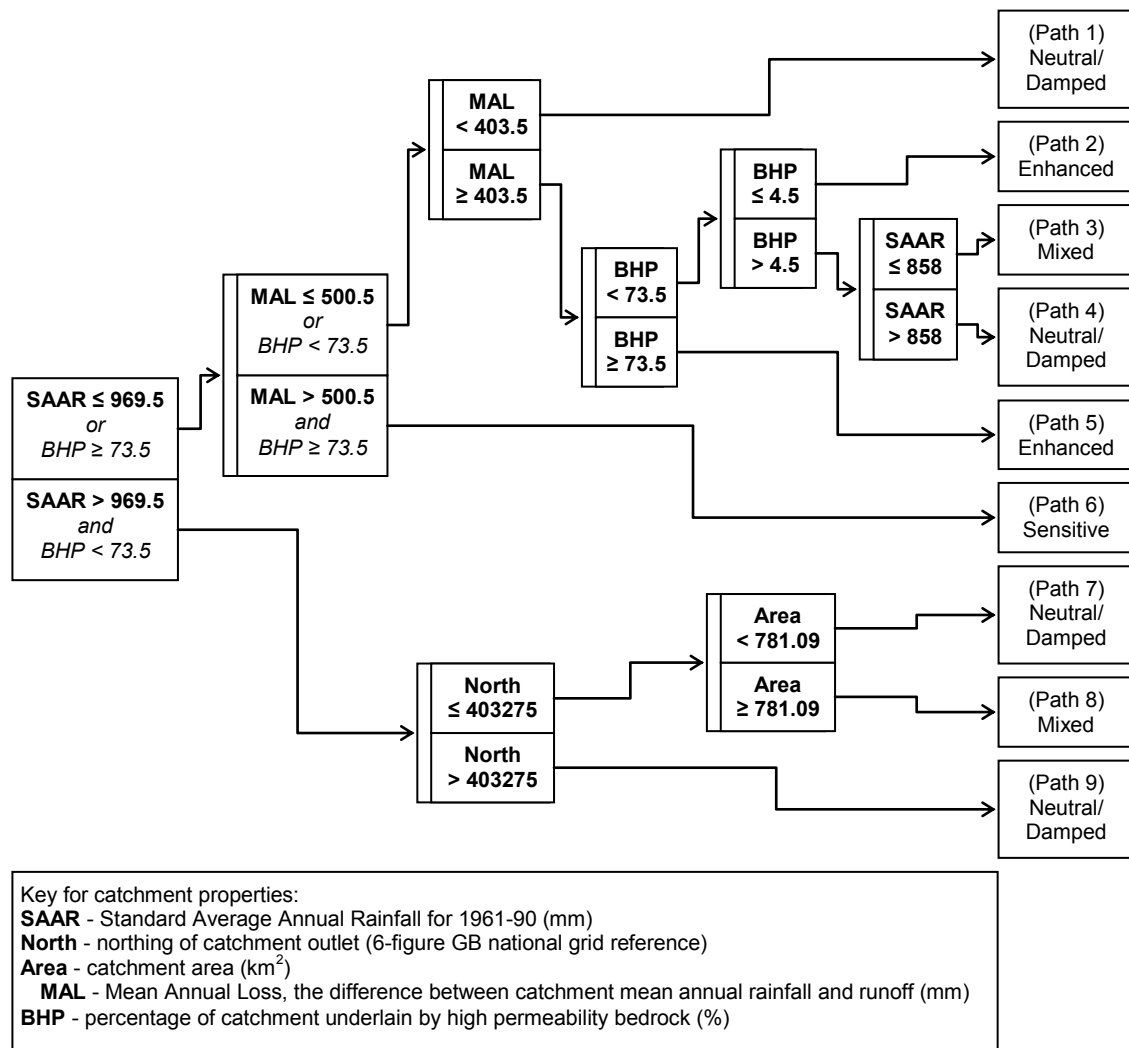 SAAR ≤ 969.5
or
BHP ≥ 73.5
SAAR > 969.5
and
BHP < 73.5
MAL ≤ 500.5
or
BHP < 73.5
MAL > 500.5
and
BHP ≥ 73.5
MAL
< 403.5
MAL
≥ 403.5
BHP
< 73.5
BHP
≥ 73.5
BHP
≤ 4.5
BHP
> 4.5
SAAR
≤ 858
SAAR
> 858
North
≤ 403275
North
> 403275
Area
< 781.09
Area
≥ 781.09
(Path 1)
Neutral/
Damped
(Path 2)
Enhanced
(Path 3)
Mixed
(Path 4)
Neutral/
Damped
(Path 5)
Enhanced
(Path 6)
Sensitive
(Path 7)
Neutral/
Damped
(Path 8)
Mixed
(Path 9)
Neutral/
Damped
Key for catchment properties:
SAAR - Standard Average Annual Rainfall for 1961-90 (mm)
North - northing of catchment outlet (6-figure GB national grid reference)
Area - catchment area (km²)
MAL - Mean Annual Loss, the difference between catchment mean annual rainfall and runoff (mm)
BHP - percentage of catchment underlain by high permeability bedrock (%)